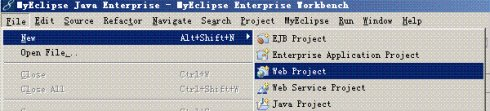 MyEclipse Java Enterprise - MyEclipse Enterprise Workbench
File Edit Source Refactor Navigate Search Project MyEclipse Run Window Help
New Alt+Shift+N
EJB Project
Open File...
Enterprise Application Project
Web Project
Close Ctrl+W
Web Service Project
Close All
Java Project